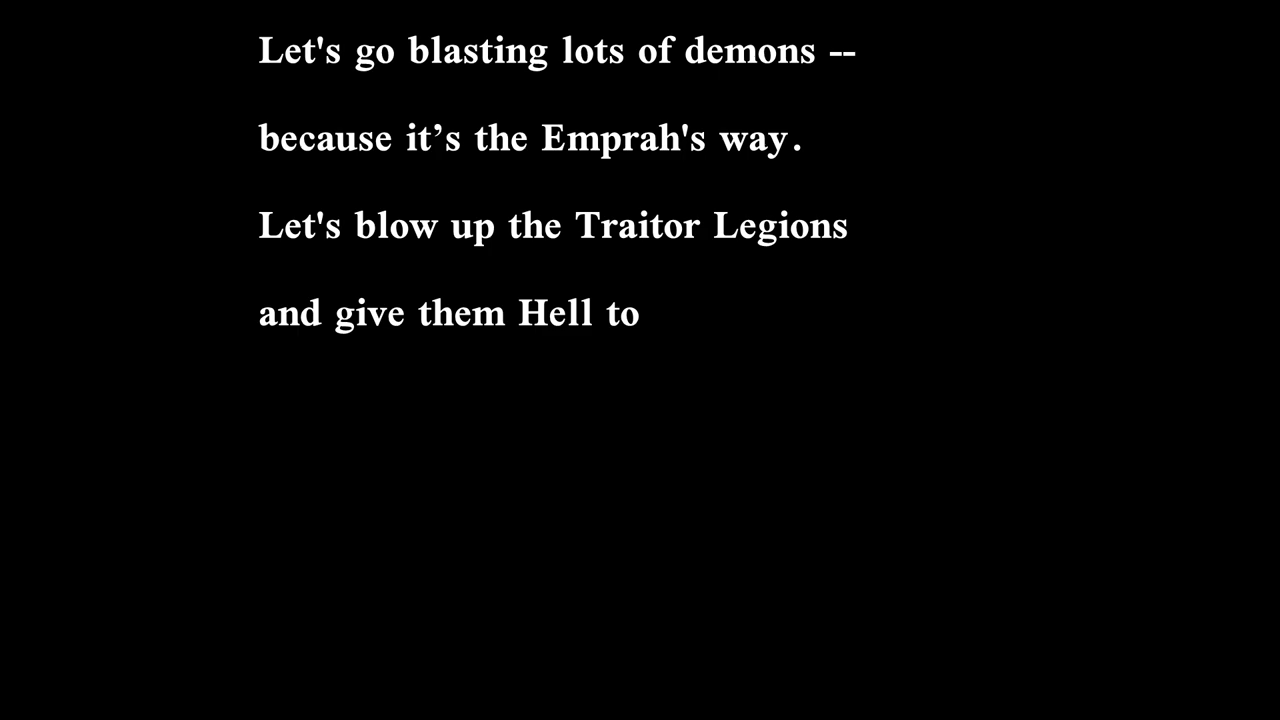 Let's go blasting lots of demons --
because it’s the Emprah's way.
Let's blow up the Traitor Legions
and give them Hell to